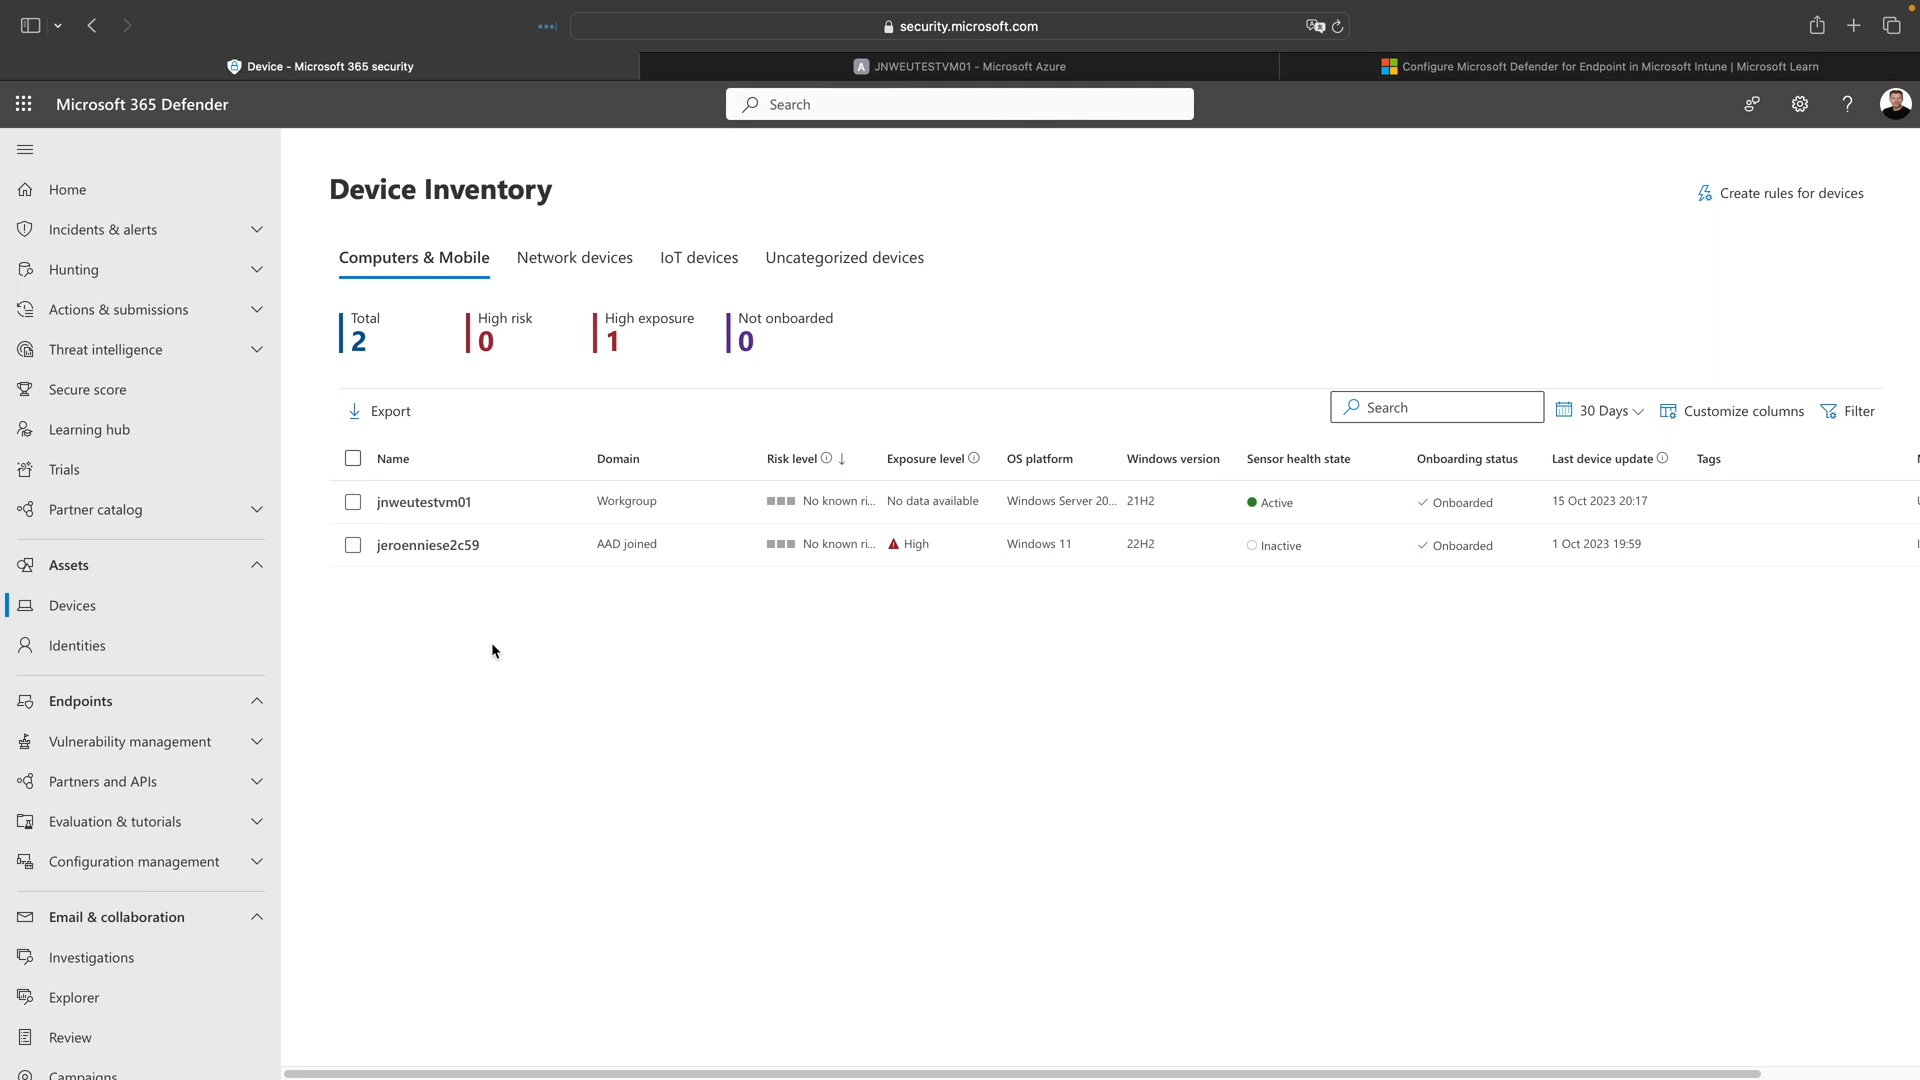 security.microsoft.com
Device - Microsoft 365 security
A JNWEUTESTVM01 - Microsoft Azure
Configure Microsoft Defender for Endpoint in Microsoft Intune | Microsoft Learn
Microsoft 365 Defender
Search
Home
Incidents & alerts
Hunting
Actions & submissions
Threat intelligence
Secure score
Learning hub
Trials
Partner catalog
Assets
Devices
Identities
Endpoints
Vulnerability management
Partners and APIs
Evaluation & tutorials
Configuration management
Email & collaboration
Investigations
Explorer
Review
Campaigns
Device Inventory
Create rules for devices
Computers & Mobile Network devices IoT devices Uncategorized devices
Total High risk High exposure Not onboarded
2 0 1 0
Export Search 30 Days Customize columns Filter
Name Domain Risk level Exposure level OS platform Windows version Sensor health state Onboarding status Last device update Tags
jnweutestvm01 Workgroup No known ri... No data available Windows Server 20... 21H2 Active Onboarded 15 Oct 2023 20:17
jeroenniese2c59 AAD joined No known ri... High Windows 11 22H2 Inactive Onboarded 1 Oct 2023 19:59